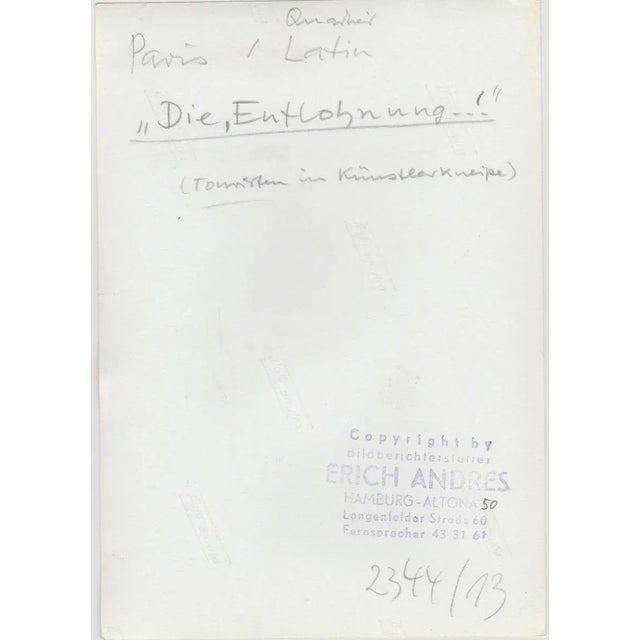 Quartier
Paris / Latin
„Die, Entlohnung...!"
(Touristen in Künstlerkneipe)
Copyright by
Bildberichterstatter
ERICH ANDRES
HAMBURG-ALTONA 50
Langenfelder Straße 60
Fernsprecher 43 31 61
2344/13